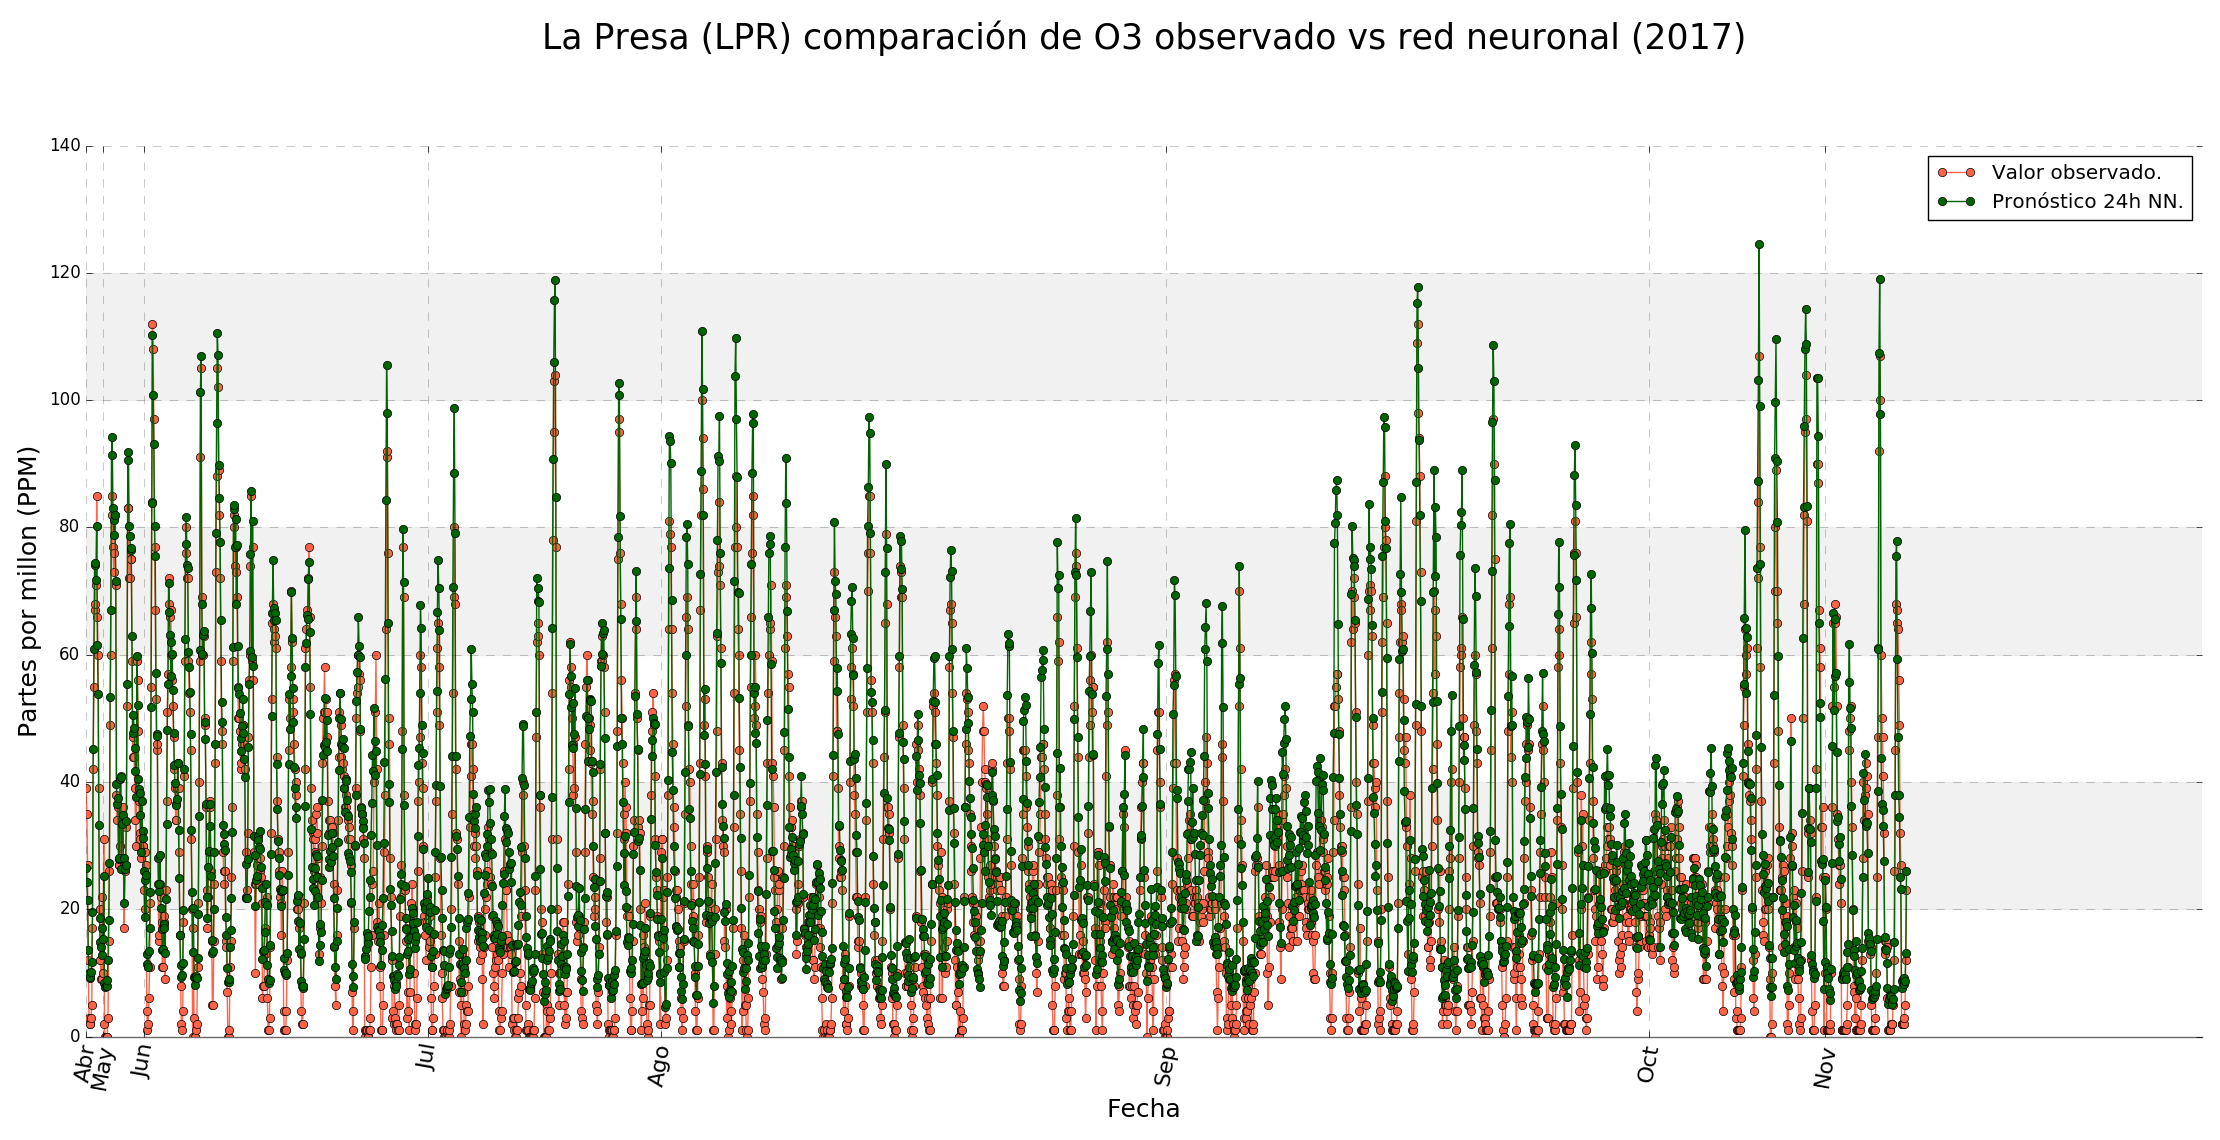 La Presa (LPR) comparación de O3 observado vs red neuronal (2017)
140
120
100
80
60
40
20
0
Partes por millon (PPM)
Valor observado.
Pronóstico 24h NN.
Abr
May
Jun
Jul
Ago
Sep
Oct
Nov
Fecha